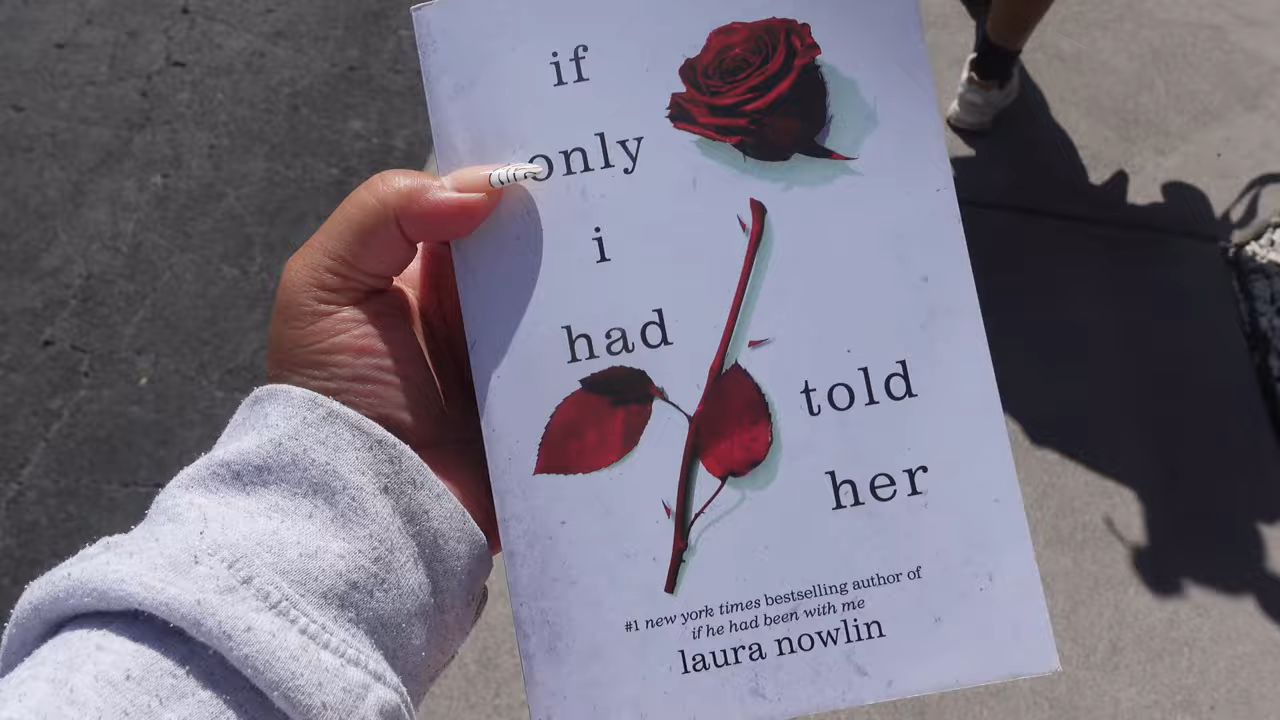 if
only
i
had
told
her
#1 new york times bestselling author of
if he had been with me
laura nowlin